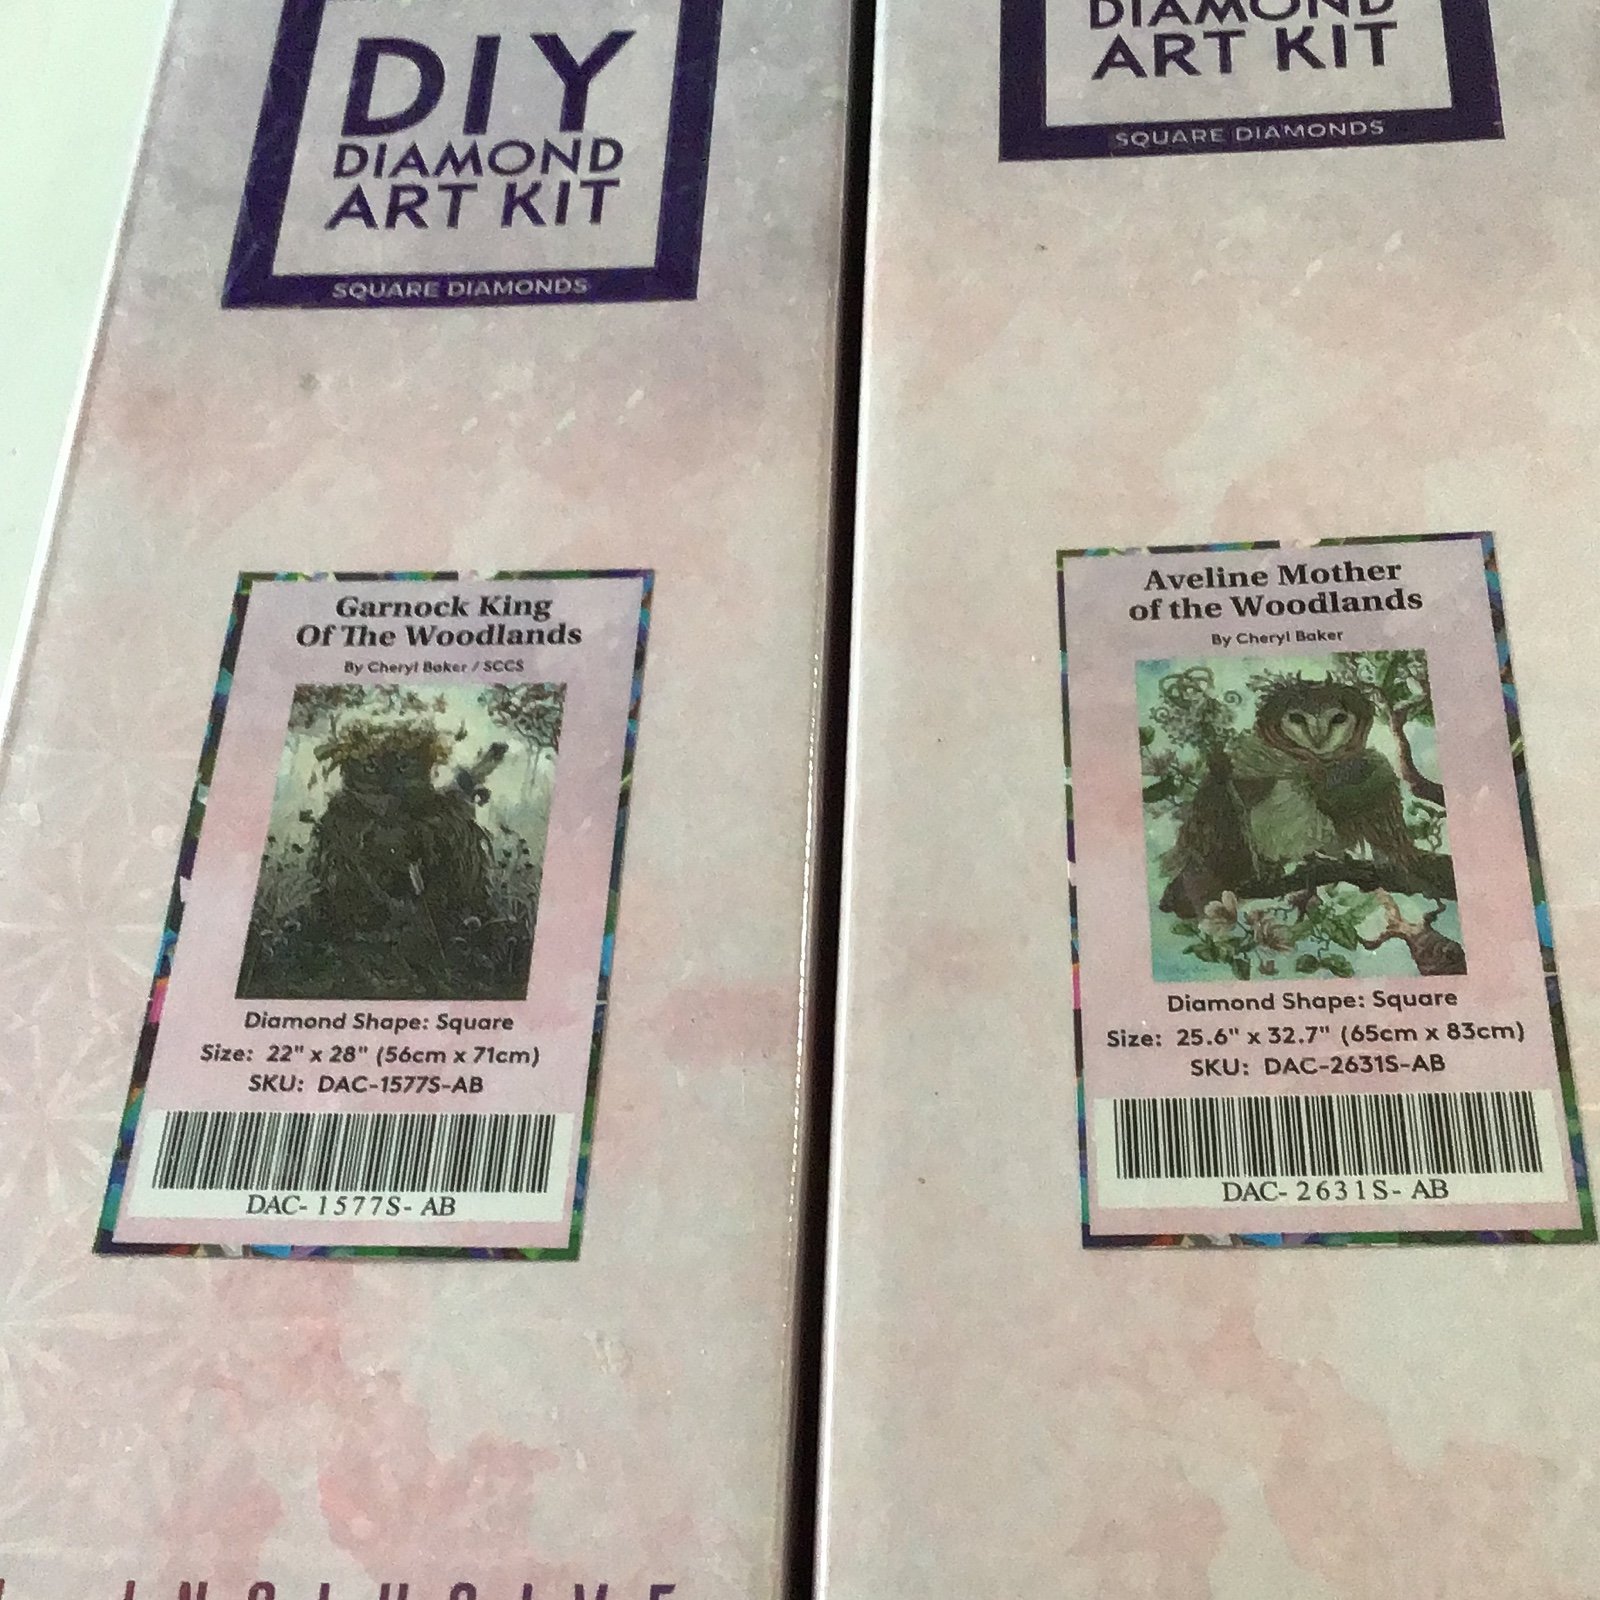 DIY
DIAMOND
ART KIT
SQUARE DIAMONDS
Garnock King
Of The Woodlands
By Cheryl Baker / SCCS
Diamond Shape: Square
Size: 22" x 28" (56cm x 71cm)
SKU: DAC-1577S-AB
DAC-1577S-AB
DIAMOND
ART KIT
SQUARE DIAMONDS
Aveline Mother
of the Woodlands
By Cheryl Baker
Diamond Shape: Square
Size: 25.6" x 32.7" (65cm x 83cm)
SKU: DAC-2631S-AB
DAC-2631S-AB